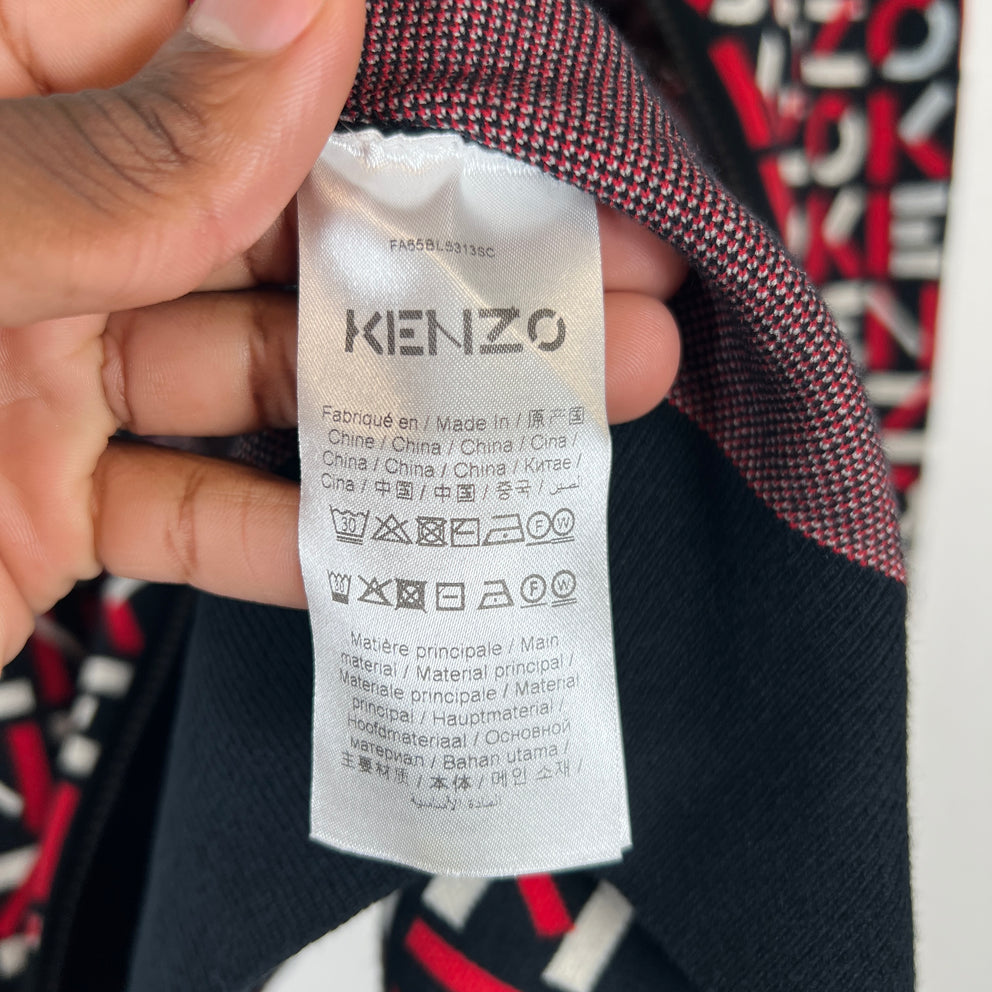 FA65BL5313SC
KENZO
Fabriqué en / Made In / 原产国
Chine / China / China / Cina /
China / China / China / Китае /
Cina / 中国 / 中国 / 중국 / الصين
30 F W
30 F W
Matière principale / Main
material / Material principal /
Materiale principale / Material
principal / Hauptmaterial /
Hoofdmateriaal / Основной
материал / Bahan utama /
主要材质 / 本体 / 메인 소재 /
المادة الأساسية